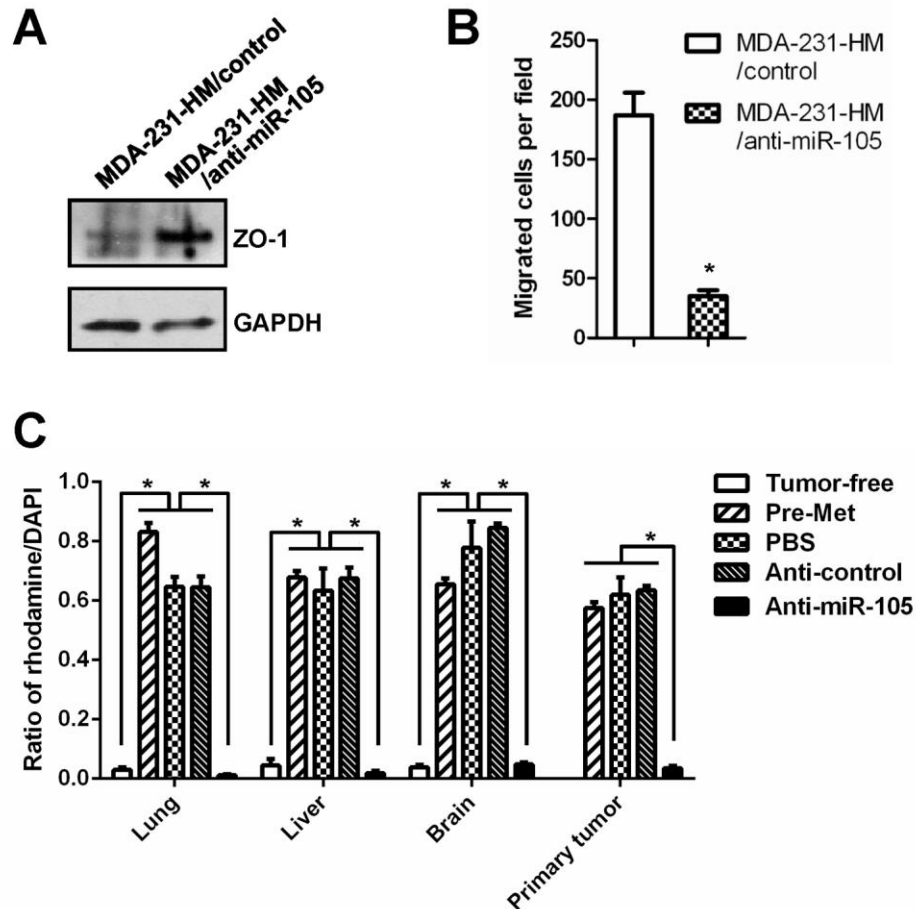 A
MDA-231-HM/control
MDA-231-HM
/anti-miR-105
ZO-1
GAPDH
B
250
200
150
100
50
0
Migrated cells per field
*
MDA-231-HM
/control
MDA-231-HM
/anti-miR-105
C
1.0
0.8
0.6
0.4
0.2
0.0
Ratio of rhodamine/DAPI
* *
* *
* *
*
Lung
Liver
Brain
Primary tumor
Tumor-free
Pre-Met
PBS
Anti-control
Anti-miR-105